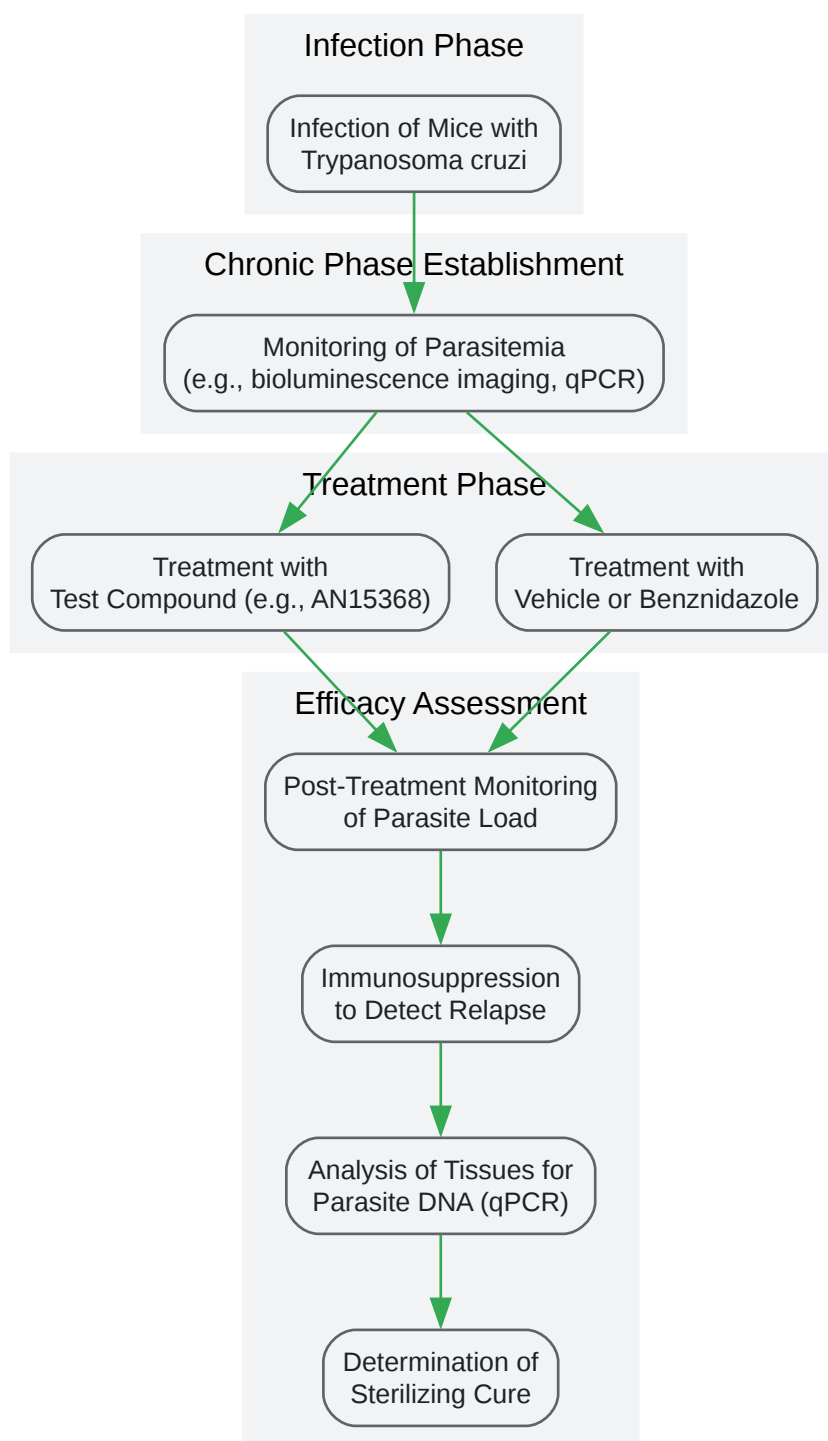 Infection Phase
Infection of Mice with
Trypanosoma cruzi
Chronic Phase Establishment
Monitoring of Parasitemia
(e.g., bioluminescence imaging, qPCR)
Treatment Phase
Treatment with
Test Compound (e.g., AN15368)
Treatment with
Vehicle or Benznidazole
Efficacy Assessment
Post-Treatment Monitoring
of Parasite Load
Immunosuppression
to Detect Relapse
Analysis of Tissues for
Parasite DNA (qPCR)
Determination of
Sterilizing Cure